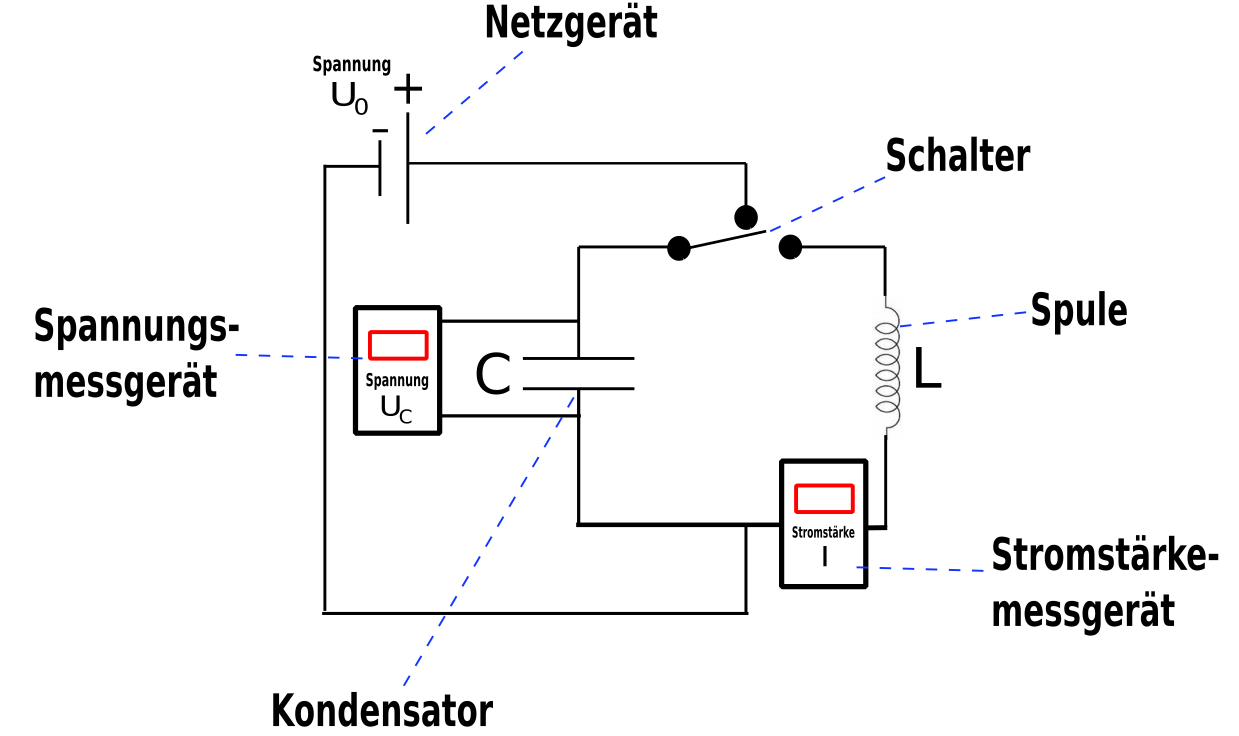 Netzgerät
Spannung
U0
+
-
Schalter
Spannungs-
messgerät
Spannung
UC
C
Spule
L
Stromstärke
I
Stromstärke-
messgerät
Kondensator